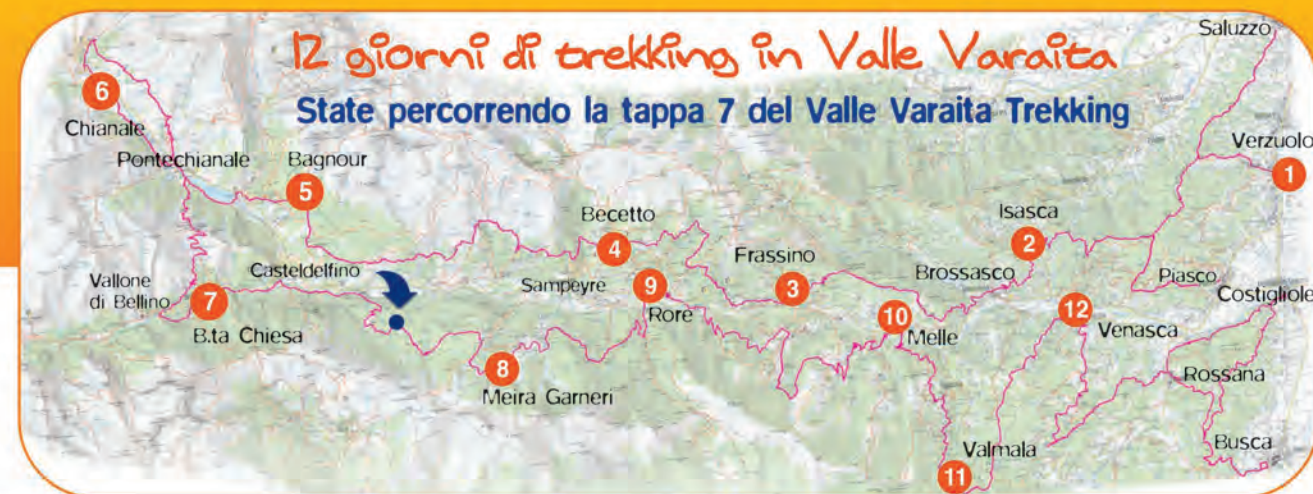 12 giorni di trekking in Valle Varaita
State percorrendo la tappa 7 del Valle Varaita Trekking
Saluzzo
6
Chianale
Verzuolo
1
Pontechianale
Bagnour
5
Becetto
4
Isasca
2
Frassino
3
Brossasco
Casteldelfino
Sampeyre
9
Rore
Piasco
Costigliole
Vallone
di Bellino
7
B.ta Chiesa
10
Melle
12
Venasca
8
Meira Garneri
Rossana
Valmala
11
Busca